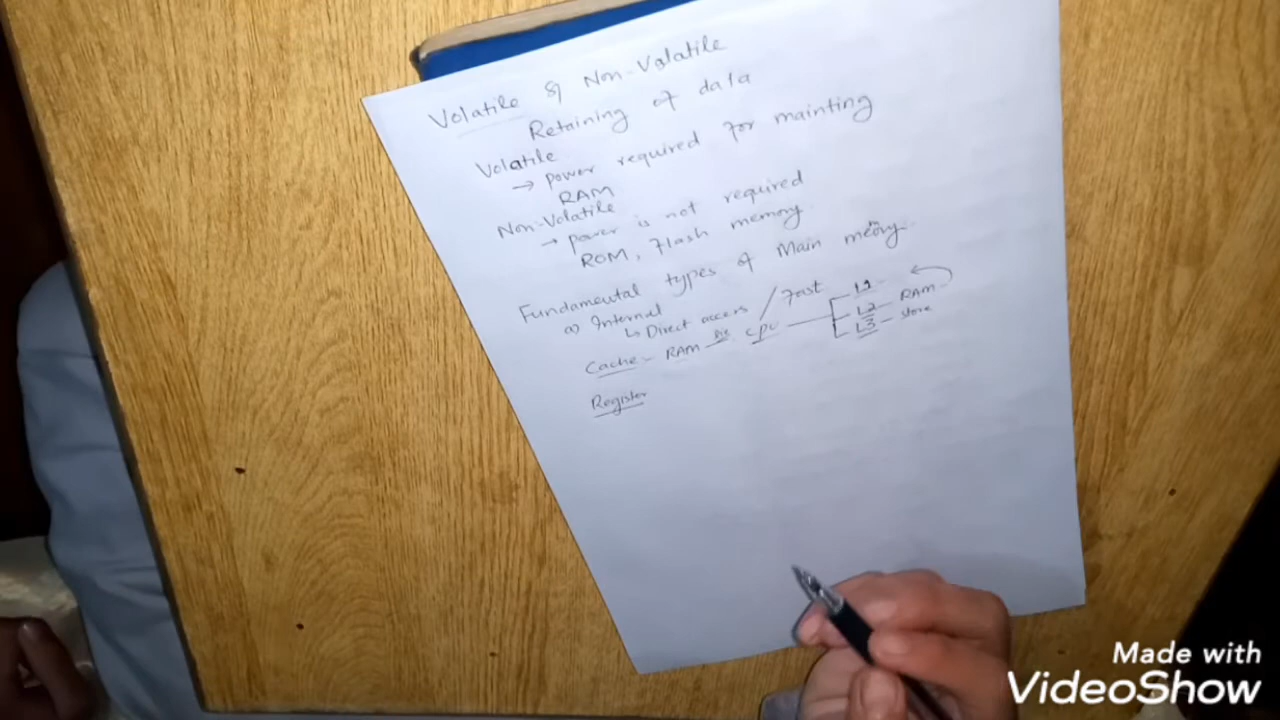 Volatile & Non-Volatile
Retaining of data
Volatile
→ power required for mainting
RAM
Non-Volatile
→ power is not required
ROM, Flash memory
Fundamental types of Main meory
a) Internal
↳ Direct access / Fast
Cache - RAM CPU L1 L2 - RAM L3 - store
Register
Made with
VideoShow